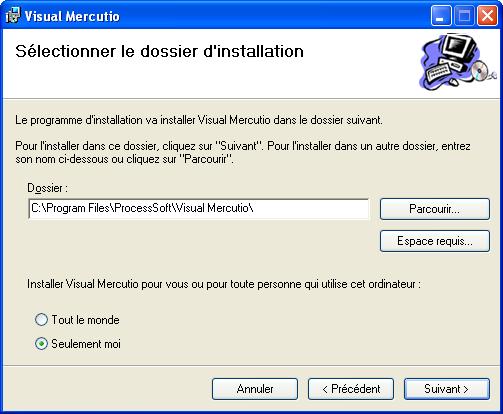 Visual Mercutio
Sélectionner le dossier d'installation
Le programme d'installation va installer Visual Mercutio dans le dossier suivant.
Pour l'installer dans ce dossier, cliquez sur "Suivant". Pour l'installer dans un autre dossier, entrez
son nom ci-dessous ou cliquez sur "Parcourir".
Dossier :
C:\Program Files\ProcessSoft\Visual Mercutio\
Parcourir...
Espace requis...
Installer Visual Mercutio pour vous ou pour toute personne qui utilise cet ordinateur :
Tout le monde
Seulement moi
Annuler
< Précédent
Suivant >